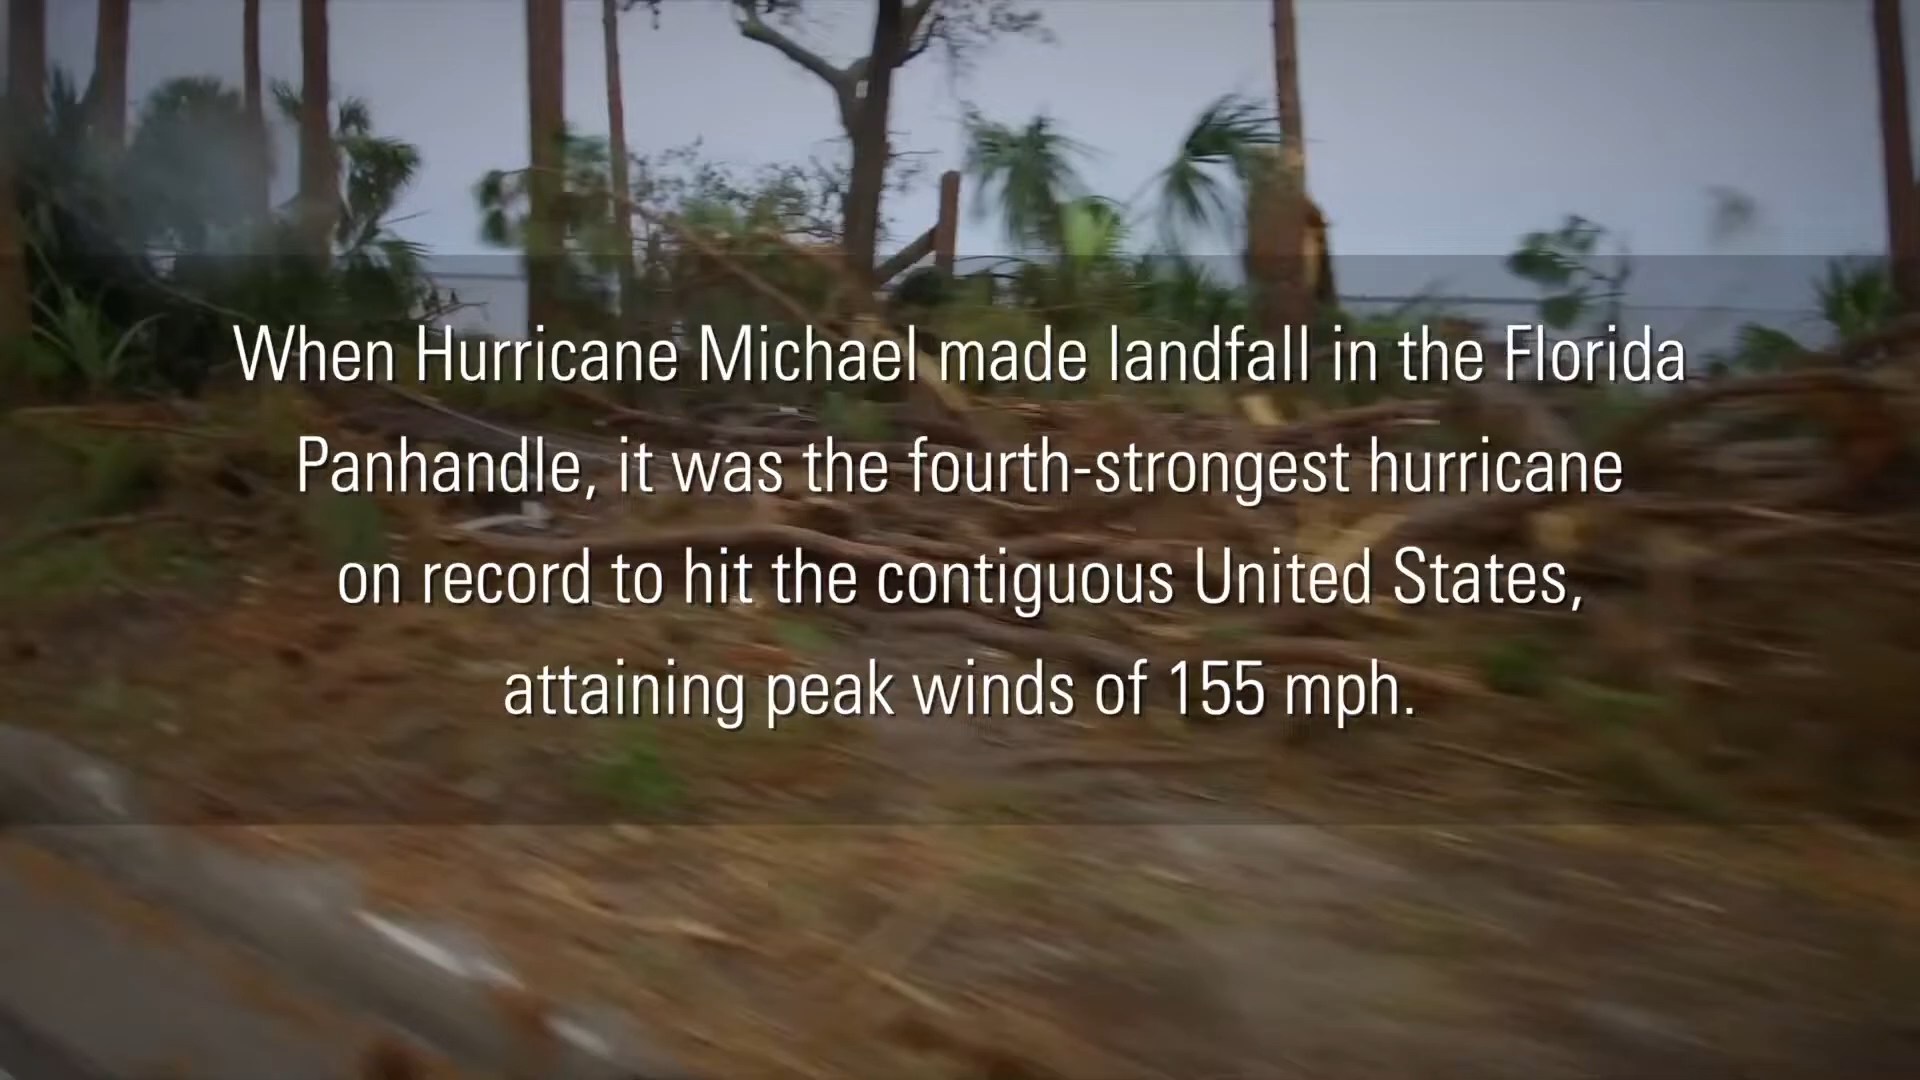 When Hurricane Michael made landfall in the Florida
Panhandle, it was the fourth-strongest hurricane
on record to hit the contiguous United States,
attaining peak winds of 155 mph.